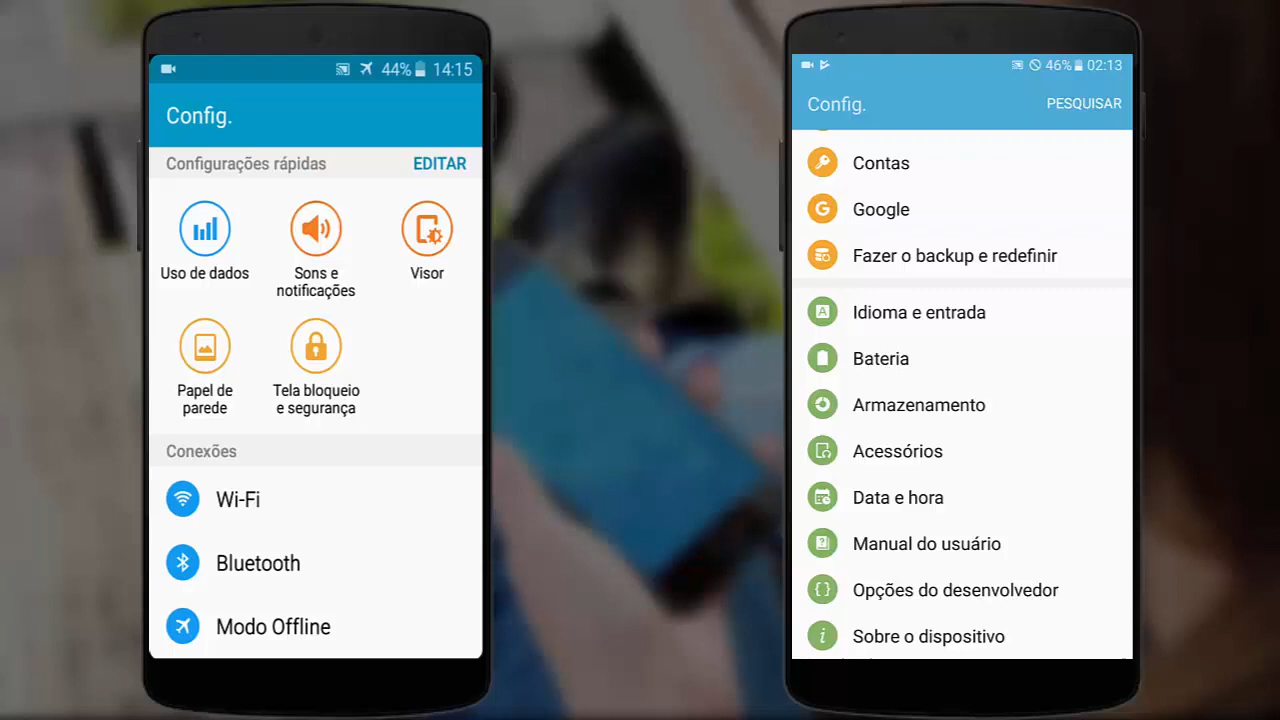 44% 14:15
Config.
Configurações rápidas EDITAR
Uso de dados
Sons e
notificações
Visor
Papel de
parede
Tela bloqueio
e segurança
Conexões
Wi-Fi
Bluetooth
Modo Offline
46% 02:13
Config. PESQUISAR
Contas
G Google
Fazer o backup e redefinir
A Idioma e entrada
Bateria
Armazenamento
Acessórios
Data e hora
? Manual do usuário
{ } Opções do desenvolvedor
i Sobre o dispositivo